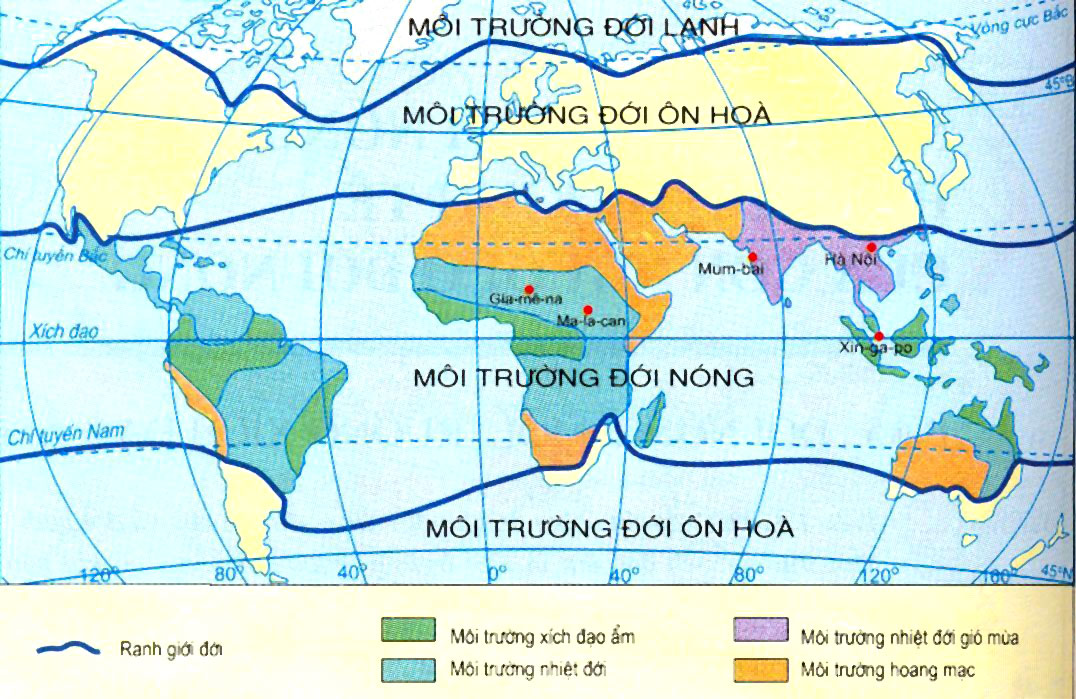 MÔI TRƯỜNG ĐỚI LẠNH
Vòng cực Bắc
45°B
MÔI TRƯỜNG ĐỚI ÔN HOÀ
Chí tuyến Bắc
Mum-bai
Hà Nội
Gia-mê-na
Ma-la-can
Xích đạo
Xin-ga-po
MÔI TRƯỜNG ĐỚI NÓNG
Chí tuyến Nam
MÔI TRƯỜNG ĐỚI ÔN HOÀ
120° 80° 40° 0° 40° 80° 120° 160° 45°N
Ranh giới đới
Môi trường xích đạo ẩm
Môi trường nhiệt đới
Môi trường nhiệt đới gió mùa
Môi trường hoang mạc